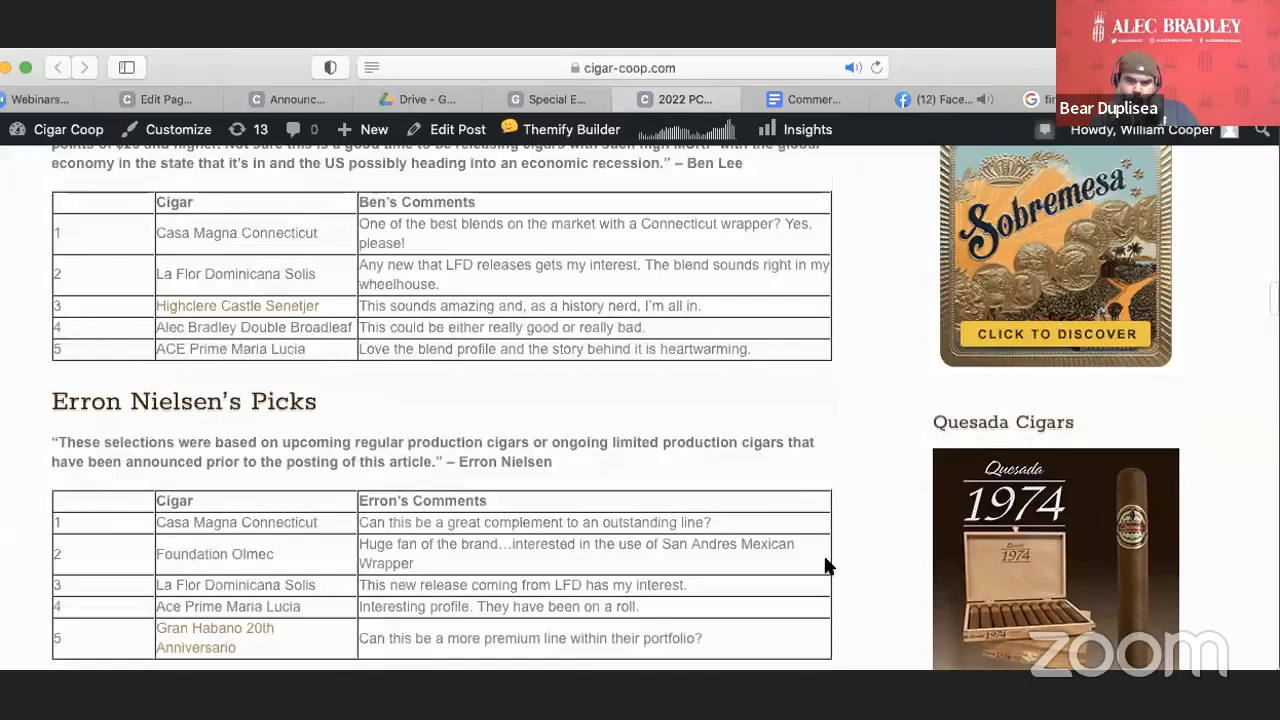 ALEC BRADLEY
Bear Duplisea
cigar-coop.com
Webinars...
Edit Pag...
Announc...
Drive – G...
Special E...
2022 PC...
Commer...
(12) Face...
Cigar Coop
Customize
13
0
New
Edit Post
Themify Builder
Insights
Howdy, William Cooper
economy in the state that it's in and the US possibly heading into an economic recession." – Ben Lee
Cigar Ben's Comments
1 Casa Magna Connecticut One of the best blends on the market with a Connecticut wrapper? Yes,
please!
2 La Flor Dominicana Solis Any new that LFD releases gets my interest. The blend sounds right in my
wheelhouse.
3 Highclere Castle Senetjer This sounds amazing and, as a history nerd, I'm all in.
4 Alec Bradley Double Broadleaf This could be either really good or really bad.
5 ACE Prime Maria Lucia Love the blend profile and the story behind it is heartwarming.
Erron Nielsen's Picks
"These selections were based on upcoming regular production cigars or ongoing limited production cigars that
have been announced prior to the posting of this article." – Erron Nielsen
Cigar Erron's Comments
1 Casa Magna Connecticut Can this be a great complement to an outstanding line?
2 Foundation Olmec Huge fan of the brand...interested in the use of San Andres Mexican
Wrapper
3 La Flor Dominicana Solis This new release coming from LFD has my interest.
4 Ace Prime Maria Lucia Interesting profile. They have been on a roll.
5 Gran Habano 20th
Anniversario Can this be a more premium line within their portfolio?
Sobremesa
CLICK TO DISCOVER
Quesada Cigars
Quesada
1974
zoom